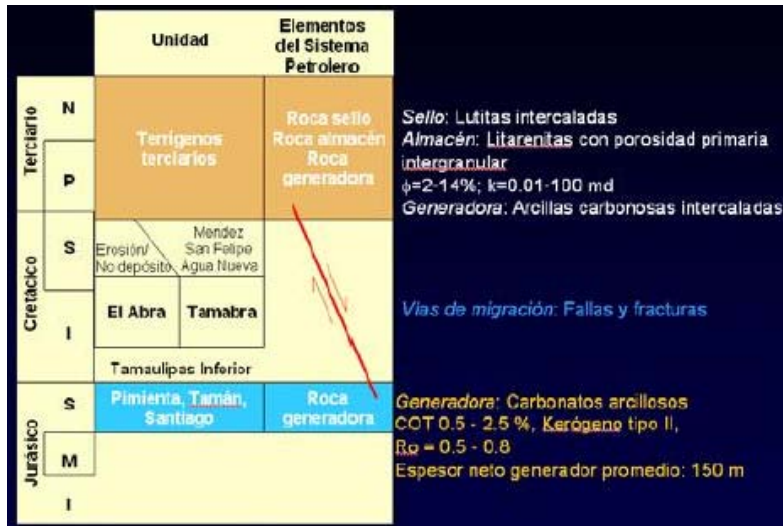 Unidad
Elementos
del Sistema
Petrolero
Terciario
N
P
Terrígenos
terciarios
Roca sello
Roca almacén
Roca
generadora
Sello: Lutitas intercaladas
Almacén: Litarenitas con porosidad primaria
intergranular
ϕ=2-14%; k=0.01-100 md
Generadora: Arcillas carbonosas intercaladas
Cretácico
S
I
Erosión/
No depósito
Mendez
San Felipe
Agua Nueva
El Abra
Tamabra
Tamaulipas Inferior
Vías de migración: Fallas y fracturas
Jurásico
S
M
I
Pimienta, Tamán,
Santiago
Roca
generadora
Generadora: Carbonatos arcillosos
COT 0.5 - 2.5 %, Kerógeno tipo II,
Ro = 0.5 - 0.8
Espesor neto generador promedio: 150 m